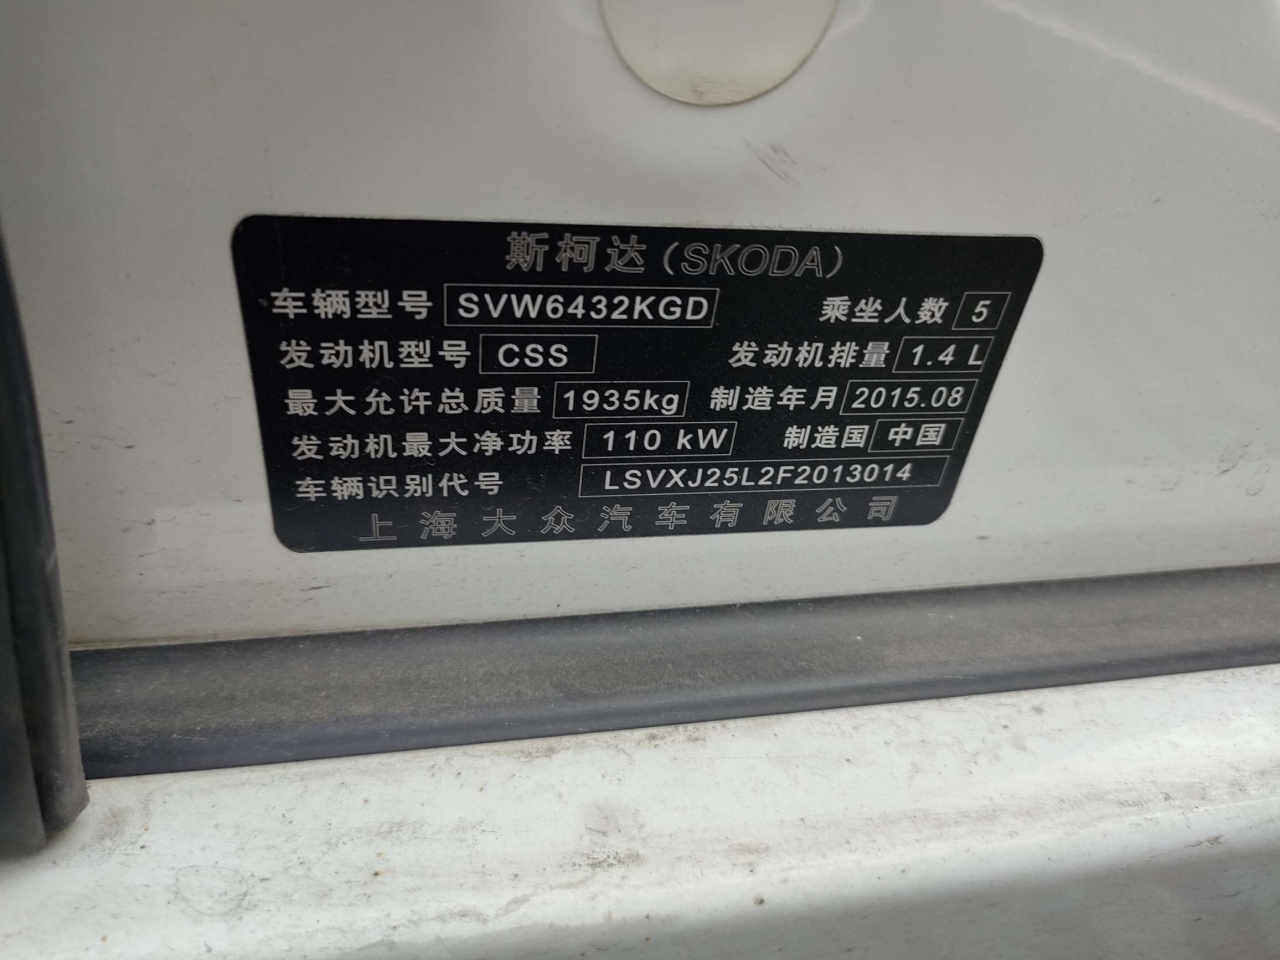 斯柯达(SKODA)
车辆型号 SVW6432KGD 乘坐人数 5
发动机型号 CSS 发动机排量 1.4 L
最大允许总质量 1935kg 制造年月 2015.08
发动机最大净功率 110 kW 制造国 中国
车辆识别代号 LSVXJ25L2F2013014
上海大众汽车有限公司